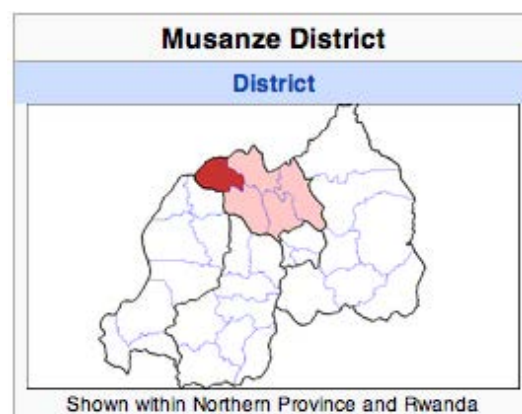 Musanze District
District
Shown within Northern Province and Rwanda